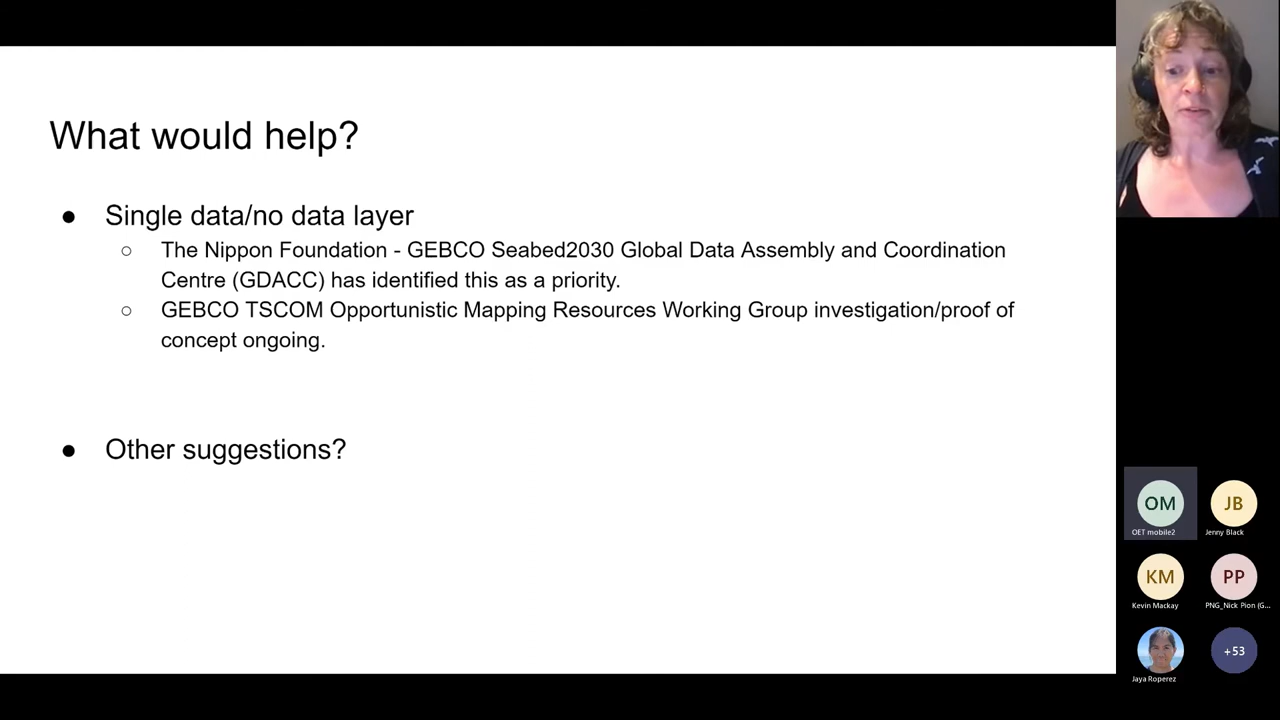 What would help?
● Single data/no data layer
○ The Nippon Foundation - GEBCO Seabed2030 Global Data Assembly and Coordination
Centre (GDACC) has identified this as a priority.
○ GEBCO TSCOM Opportunistic Mapping Resources Working Group investigation/proof of
concept ongoing.
● Other suggestions?
OM
JB
OET mobile2
Jenny Black
KM
PP
Kevin Mackay
PNG_Nick Pion (G...
+53
Jaya Roperez